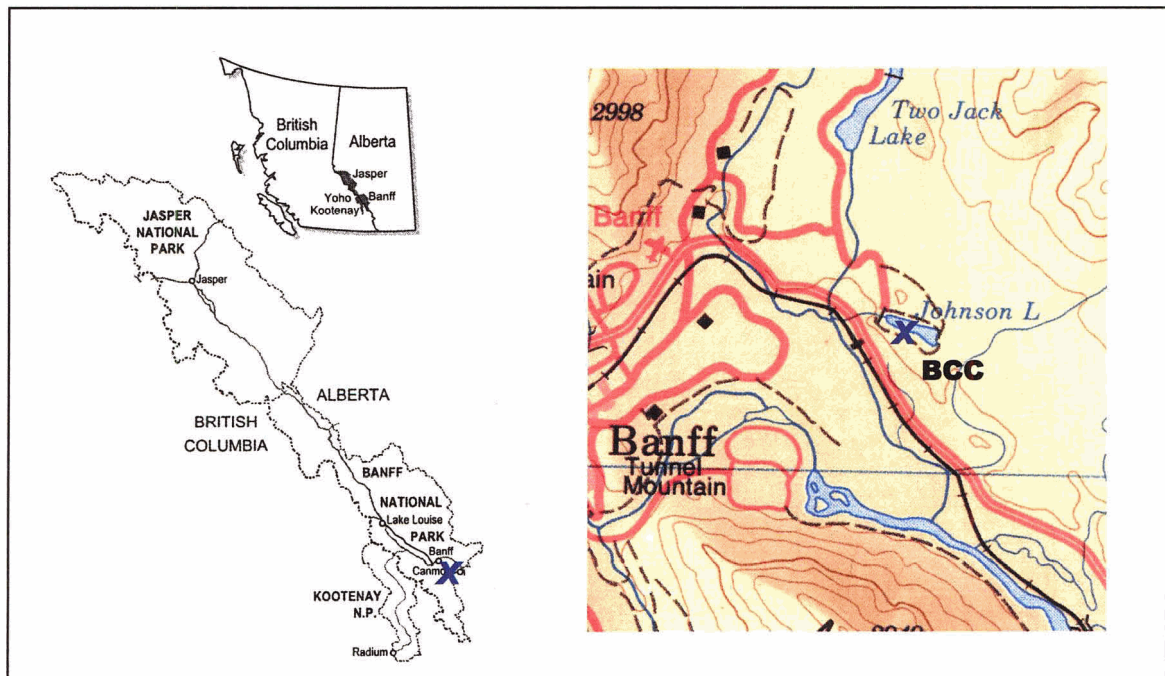 British
Columbia
Alberta
Jasper
Yoho
Banff
Kootenay
JASPER
NATIONAL
PARK
Jasper
ALBERTA
BRITISH
COLUMBIA
BANFF
NATIONAL
PARK
Lake Louise
Banff
X
KOOTENAY
N.P.
Radium
2998
Two Jack
Lake
Banff
ain
Johnson L
X
BCC
Banff
Tunnel
Mountain